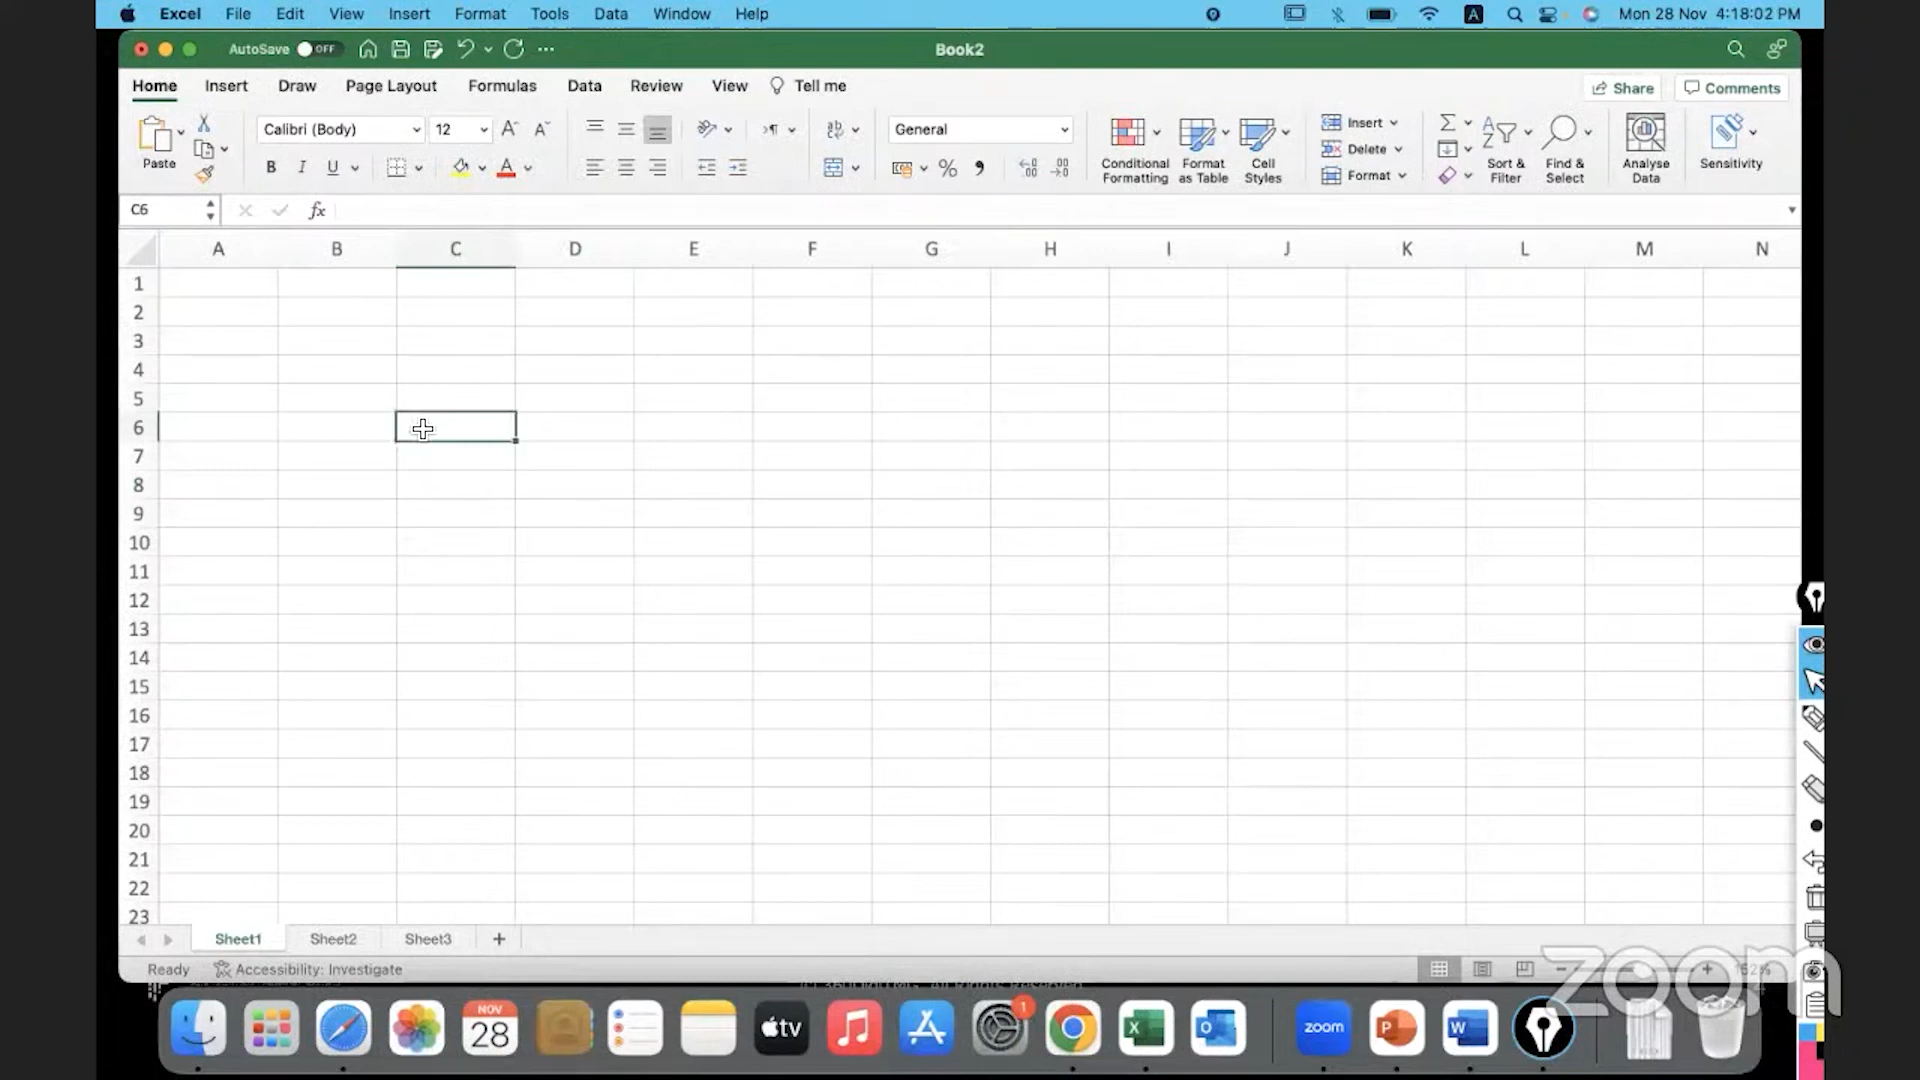 Excel File Edit View Insert Format Tools Data Window Help A Mon 28 Nov 4:18:02 PM
AutoSave OFF Book2
Home Insert Draw Page Layout Formulas Data Review View Tell me Share Comments
Calibri (Body) 12 A A General Insert
Paste Delete
B I U A % Format
Conditional Formatting Format as Table Cell Styles Sort & Filter Find & Select Analyse Data Sensitivity
C6 fx
A B C D E F G H I J K L M N
1
2
3
4
5
6
7
8
9
10
11
12
13
14
15
16
17
18
19
20
21
22
23
Sheet1 Sheet2 Sheet3 +
Ready Accessibility: Investigate
zoom
NOV
28
tv
1
X
O
zoom
P
W